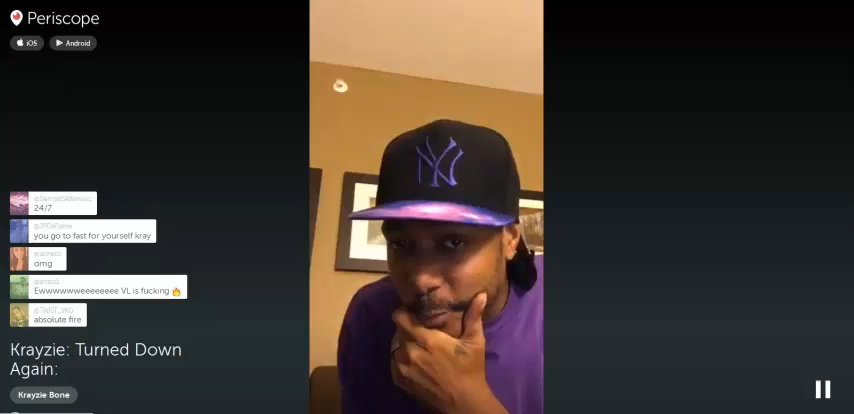 Periscope
iOS
Android
24/7
you go to fast for yourself kray
omg
Ewwwwwweeeeeeee VL is fucking 🔥
absolute fire
Krayzie: Turned Down
Again:
Krayzie Bone
NY